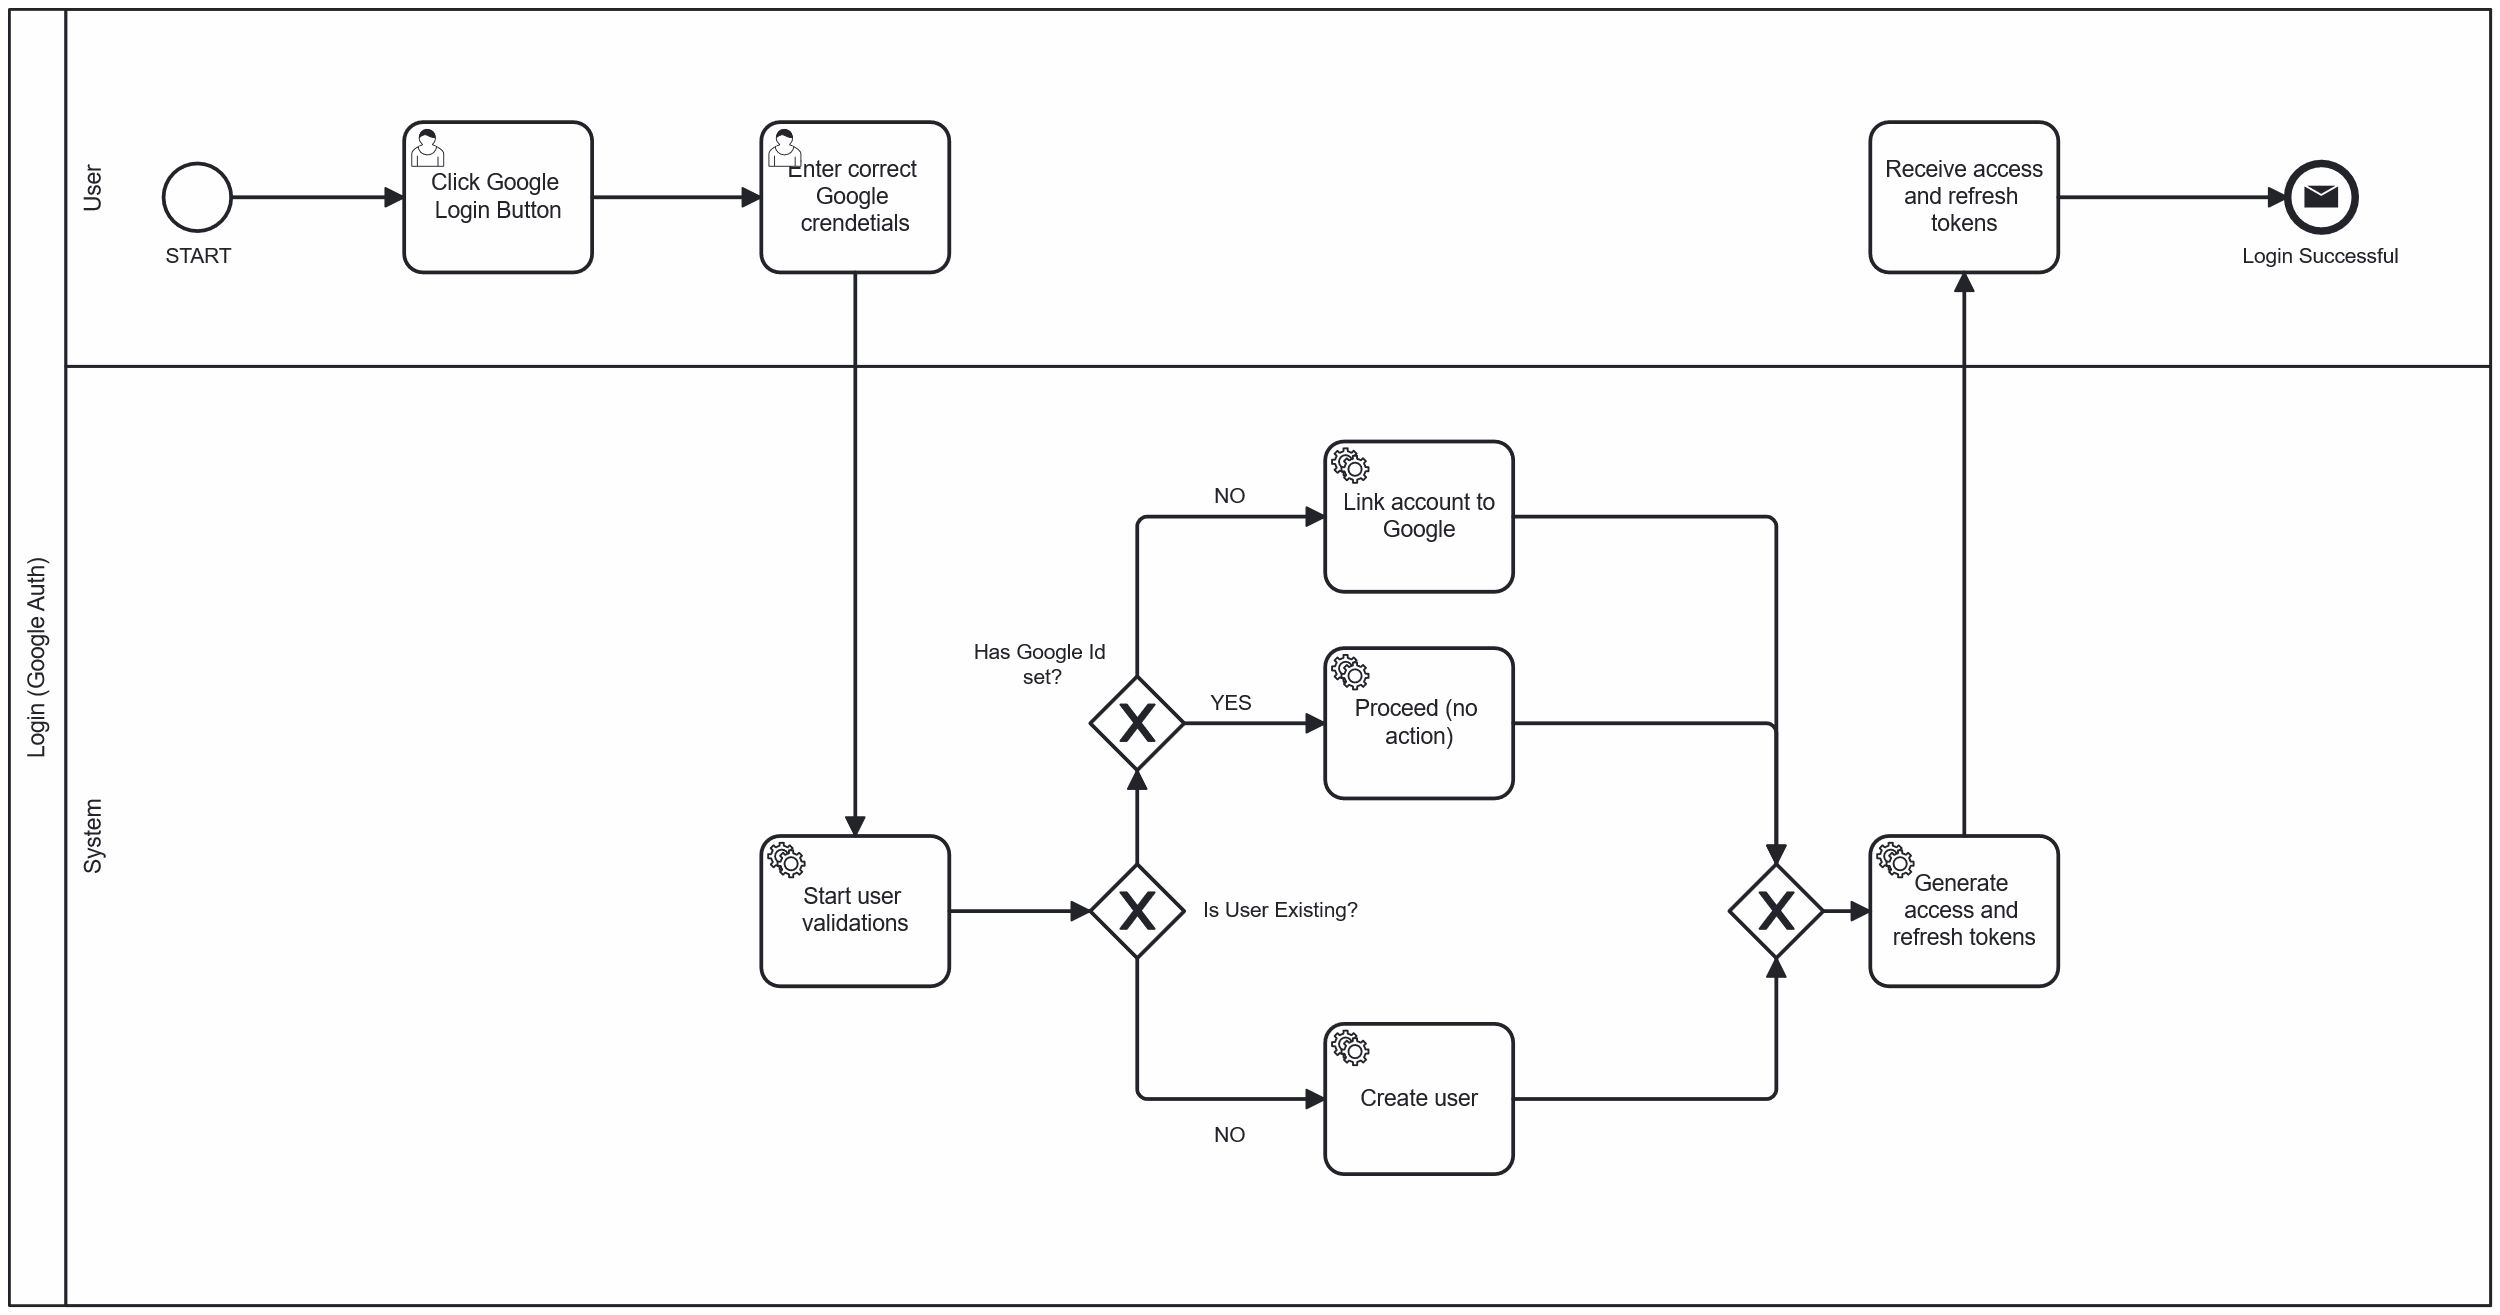 Login (Google Auth)
User
START
Click Google
Login Button
Enter correct
Google
crendetials
Receive access
and refresh
tokens
Login Successful
System
Start user
validations
Has Google Id
set?
Is User Existing?
NO
Link account to
Google
YES
Proceed (no
action)
NO
Create user
Generate
access and
refresh tokens